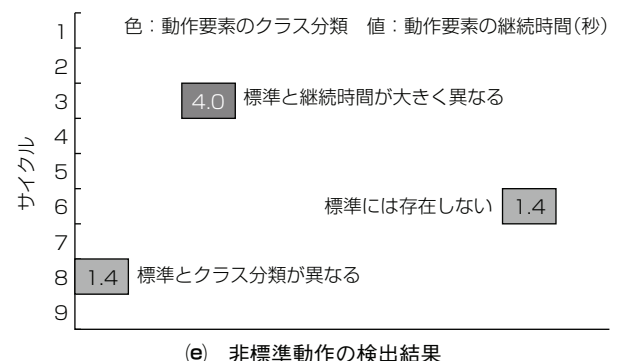 色：動作要素のクラス分類　値：動作要素の継続時間(秒)
サイクル
1
2
3
4.0 標準と継続時間が大きく異なる
4
5
6
標準には存在しない 1.4
7
8
1.4 標準とクラス分類が異なる
9
(e)　非標準動作の検出結果